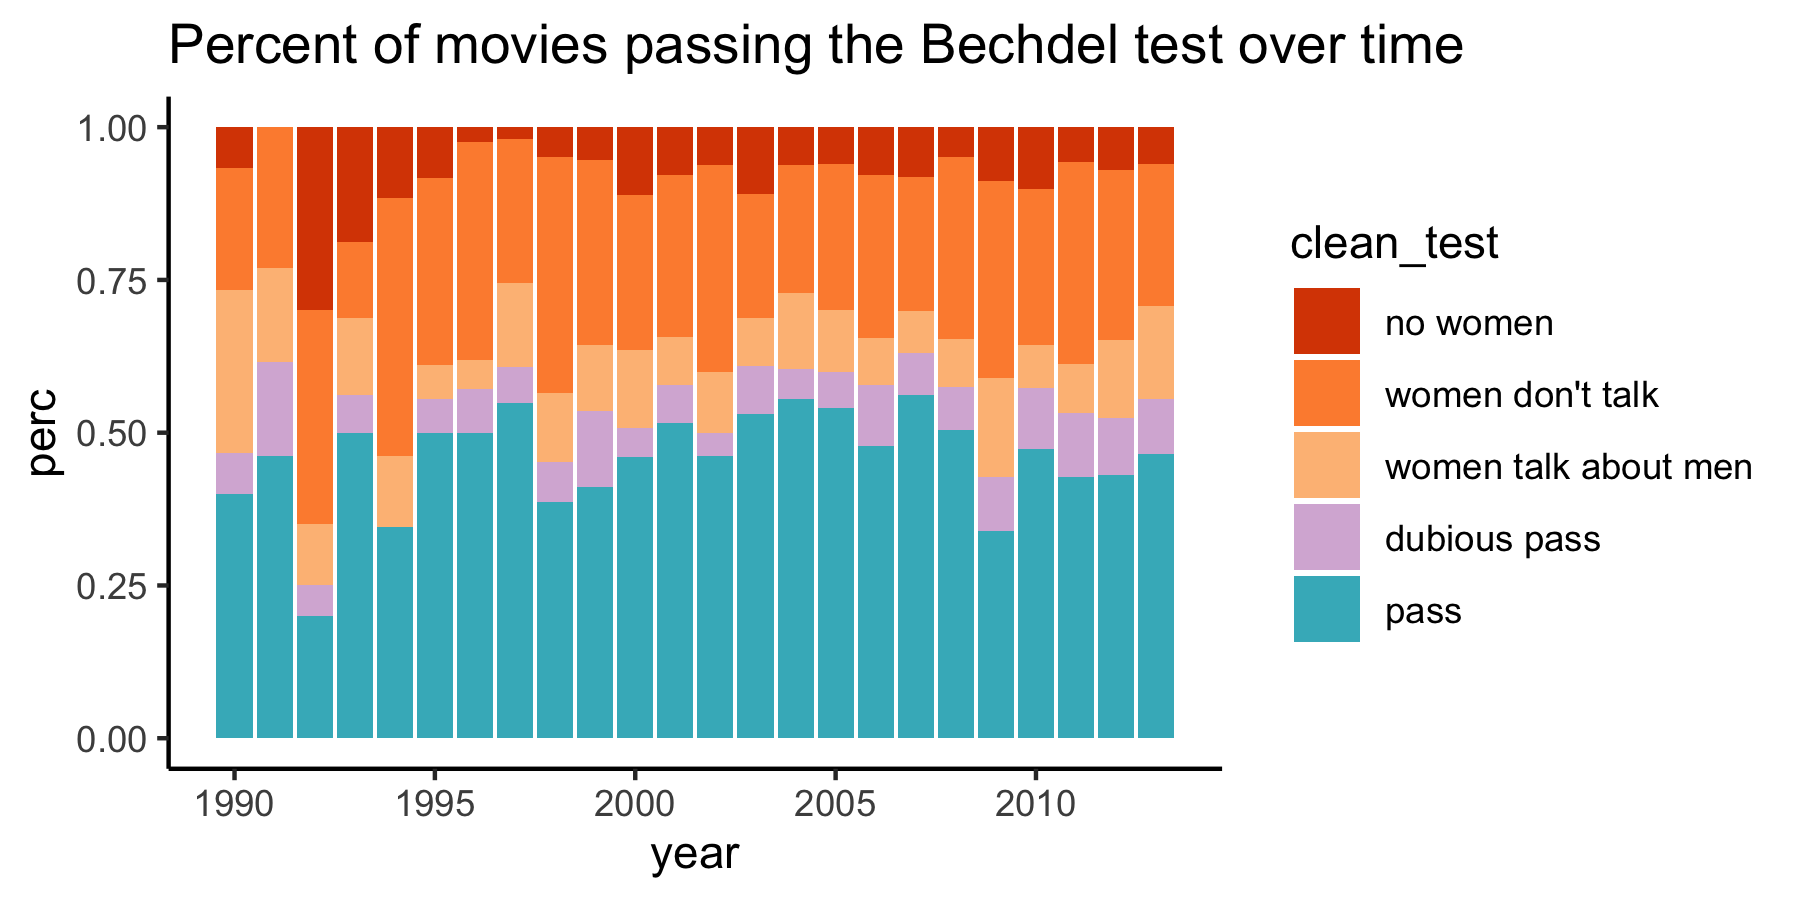 Percent of movies passing the Bechdel test over time
perc
1.00
0.75
0.50
0.25
0.00
1990 1995 2000 2005 2010
year
clean_test
no women
women don't talk
women talk about men
dubious pass
pass